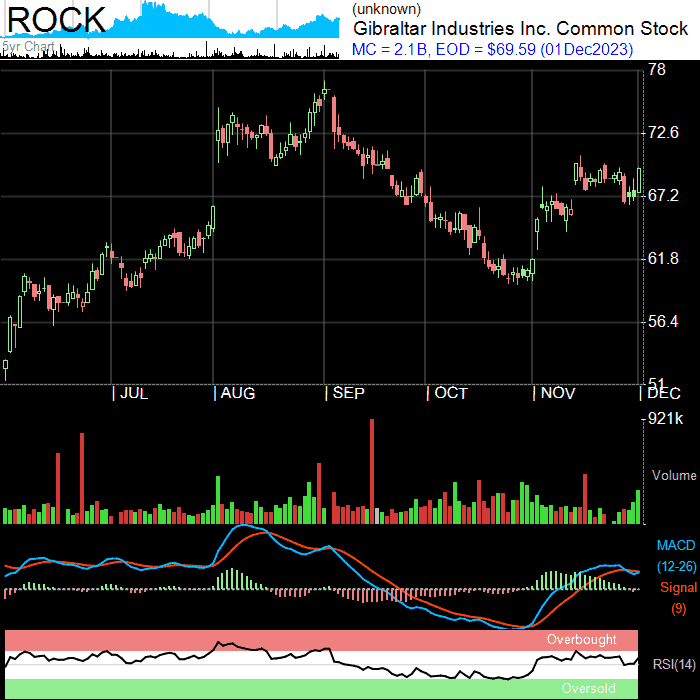 ROCK
(unknown)
Gibraltar Industries Inc. Common Stock
5yr Chart
MC = 2.1B, EOD = $69.59 (01Dec2023)
78
72.6
67.2
61.8
56.4
51
JUL
AUG
SEP
OCT
NOV
DEC
921k
Volume
MACD
(12-26)
Signal
(9)
Overbought
RSI(14)
Oversold